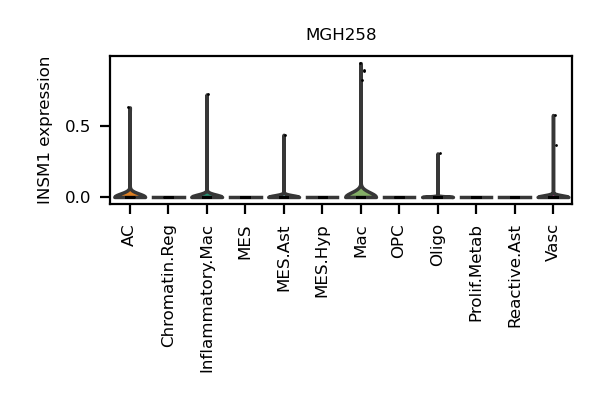 MGH258
INSM1 expression
0.5
0.0
AC
Chromatin.Reg
Inflammatory.Mac
MES
MES.Ast
MES.Hyp
Mac
OPC
Oligo
Prolif.Metab
Reactive.Ast
Vasc